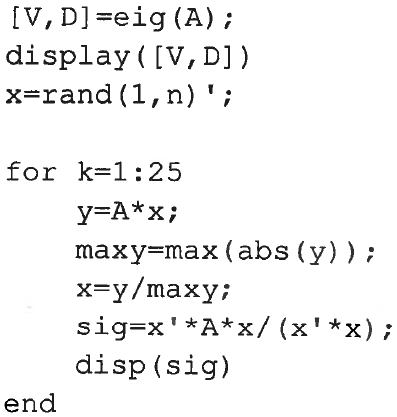 [V,D]=eig(A);
display([V,D])
x=rand(1,n)';
for k=1:25
y=A*x;
maxy=max(abs(y));
x=y/maxy;
sig=x'*A*x/(x'*x);
disp(sig)
end